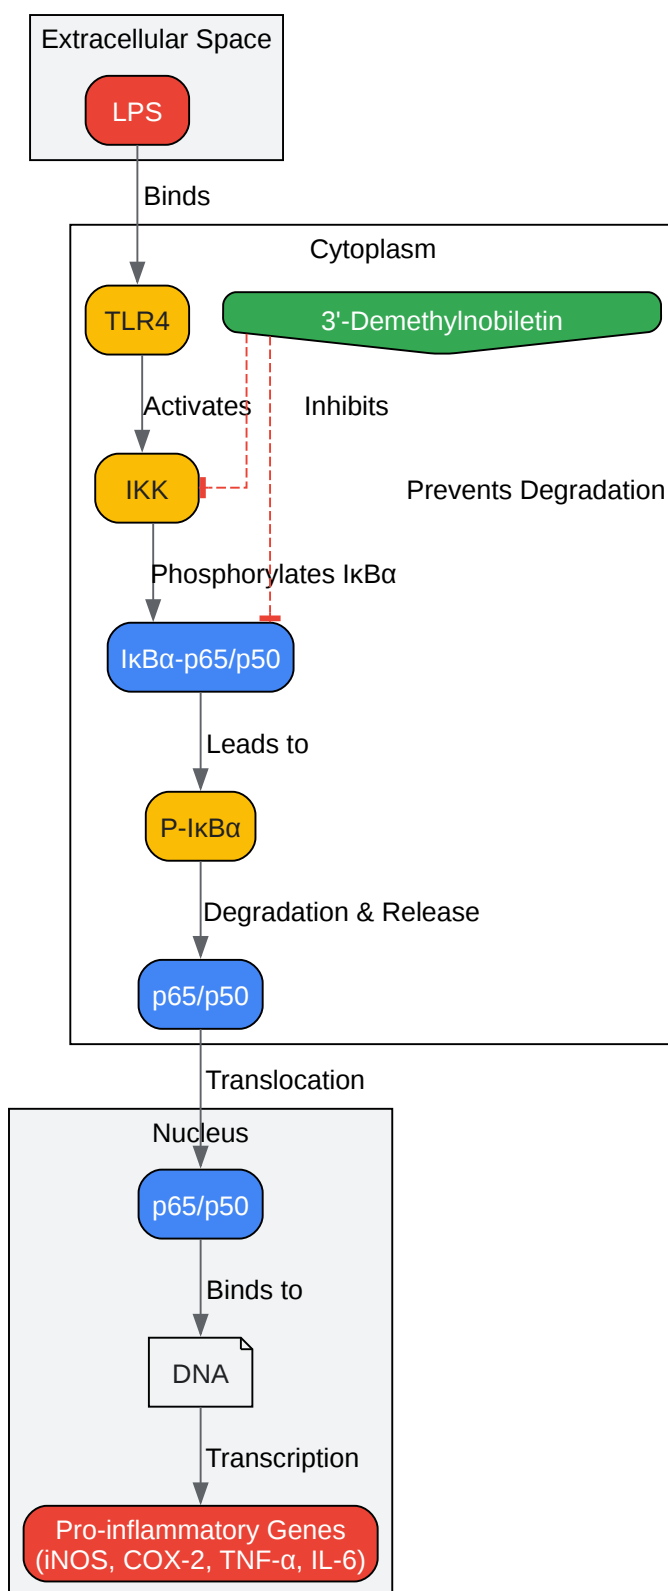 Extracellular Space
LPS
Binds
Cytoplasm
TLR4
3'-Demethylnobiletin
Activates
Inhibits
IKK
Prevents Degradation
Phosphorylates IκBα
IκBα-p65/p50
Leads to
P-IκBα
Degradation & Release
p65/p50
Translocation
Nucleus
p65/p50
Binds to
DNA
Transcription
Pro-inflammatory Genes
(iNOS, COX-2, TNF-α, IL-6)